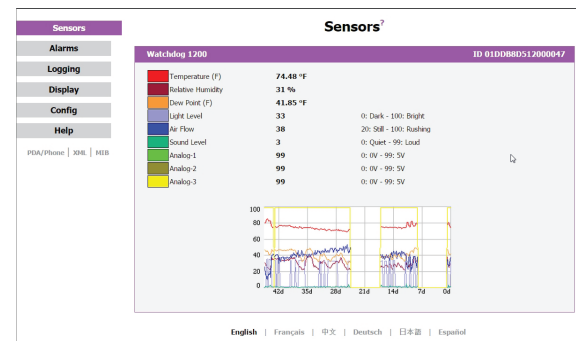 Sensors
Alarms
Logging
Display
Config
Help
PDA/Phone | XML | MIB
Sensors?
Watchdog 1200 ID 01DDB8D512000047
Temperature (F) 74.48 °F
Relative Humidity 31 %
Dew Point (F) 41.85 °F
Light Level 33 0: Dark - 100: Bright
Air Flow 38 20: Still - 100: Rushing
Sound Level 3 0: Quiet - 99: Loud
Analog-1 99 0: 0V - 99: 5V
Analog-2 99 0: 0V - 99: 5V
Analog-3 99 0: 0V - 99: 5V
100
80
60
40
20
0
42d 35d 28d 21d 14d 7d 0d
English | Français | 中文 | Deutsch | 日本語 | Español